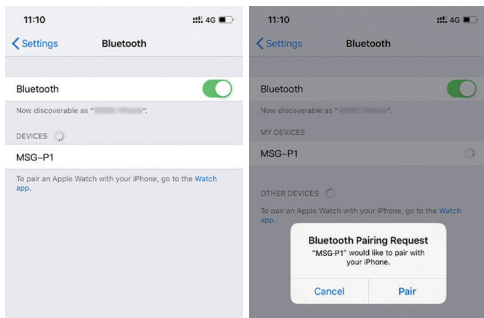 11:10
4G
Settings
Bluetooth
Bluetooth
Now discoverable as "
".
DEVICES
MSG-P1
To pair an Apple Watch with your iPhone, go to the Watch
app.
11:10
4G
Settings
Bluetooth
Bluetooth
Now discoverable as "
".
MY DEVICES
MSG-P1
OTHER DEVICES
To pair an Apple Watch with your iPhone, go to the Watch
app.
Bluetooth Pairing Request
"MSG-P1" would like to pair with
your iPhone.
Cancel
Pair